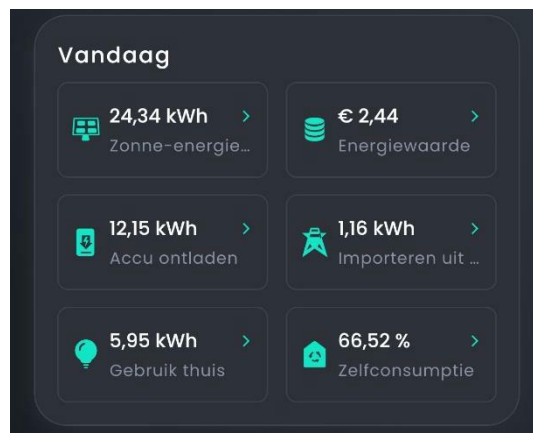 Vandaag
24,34 kWh
Zonne-energie…
€ 2,44
Energiewaarde
12,15 kWh
Accu ontladen
1,16 kWh
Importeren uit …
5,95 kWh
Gebruik thuis
66,52 %
Zelfconsumptie